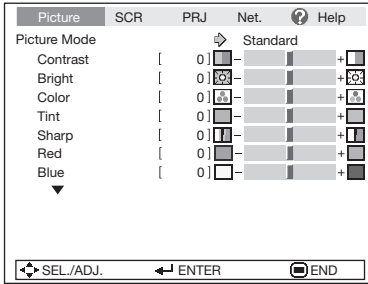 Picture SCR PRJ Net. ? Help
Picture Mode Standard
Contrast [ 0 ] - +
Bright [ 0 ] - +
Color [ 0 ] - +
Tint [ 0 ] - +
Sharp [ 0 ] - +
Red [ 0 ] - +
Blue [ 0 ] - +
SEL./ADJ. ENTER END